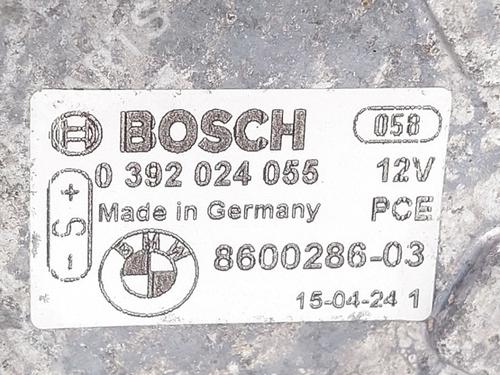 BOSCH 058
0 392 024 055 12V
Made in Germany PCE
+ S -
BMW
8600286-03
15-04-24 1